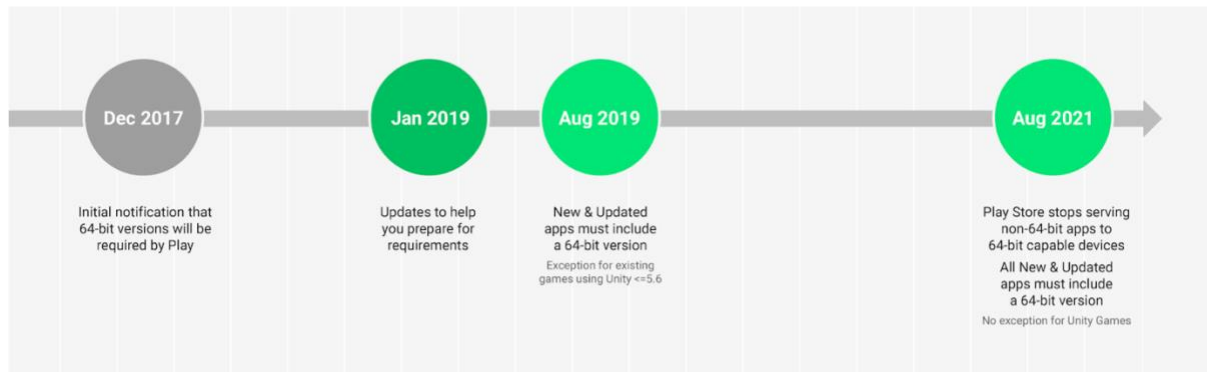 Dec 2017
Initial notification that
64-bit versions will be
required by Play
Jan 2019
Updates to help
you prepare for
requirements
Aug 2019
New & Updated
apps must include
a 64-bit version
Exception for existing
games using Unity <=5.6
Aug 2021
Play Store stops serving
non-64-bit apps to
64-bit capable devices
All New & Updated
apps must include
a 64-bit version
No exception for Unity Games